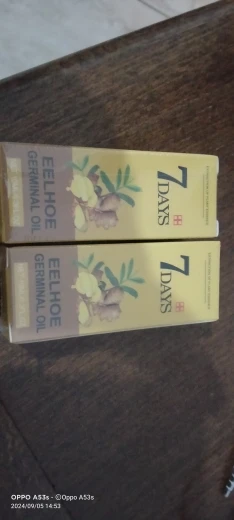 7
DAYS
EELHOE
GERMINAL OIL
7
DAYS
EELHOE
GERMINAL OIL
OPPO A53s · ©Oppo A53s
2024/09/05 14:53